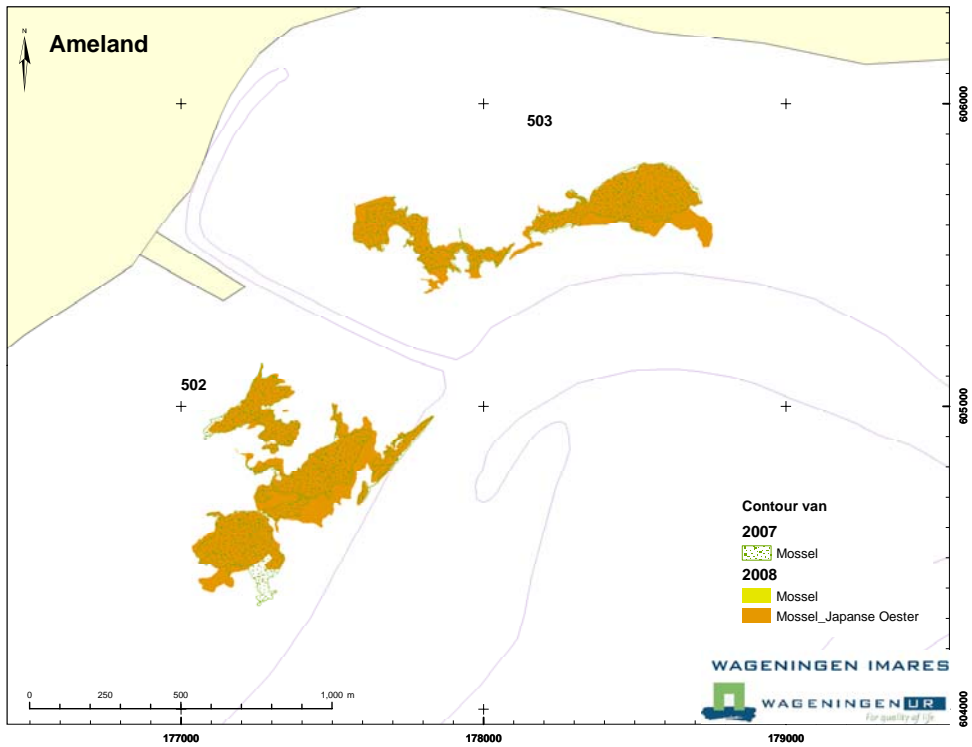 N
Ameland
503
606000
502
605000
Contour van
2007
Mossel
2008
Mossel
Mossel_Japanse Oester
WAGENINGEN IMARES
WAGENINGEN UR
For quality of life
0 250 500 1,000 m
604000
177000 178000 179000